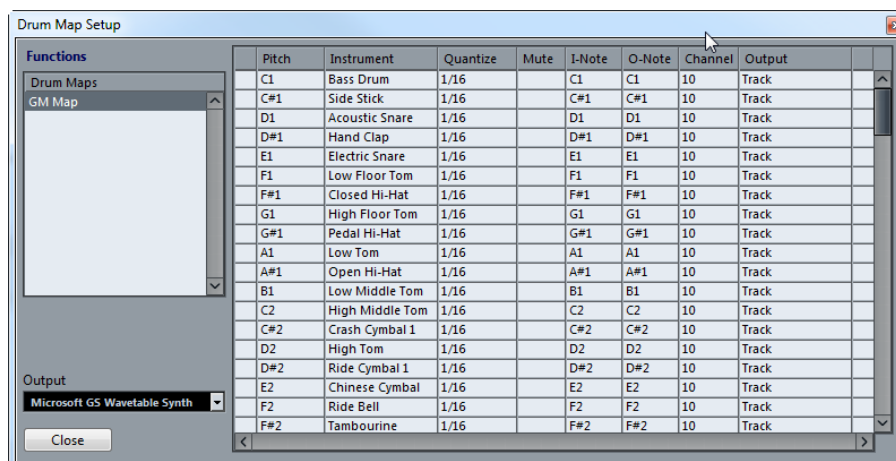 Drum Map Setup
Functions
Drum Maps
GM Map
Output
Microsoft GS Wavetable Synth
Close
Pitch Instrument Quantize Mute I-Note O-Note Channel Output
C1 Bass Drum 1/16 C1 C1 10 Track
C#1 Side Stick 1/16 C#1 C#1 10 Track
D1 Acoustic Snare 1/16 D1 D1 10 Track
D#1 Hand Clap 1/16 D#1 D#1 10 Track
E1 Electric Snare 1/16 E1 E1 10 Track
F1 Low Floor Tom 1/16 F1 F1 10 Track
F#1 Closed Hi-Hat 1/16 F#1 F#1 10 Track
G1 High Floor Tom 1/16 G1 G1 10 Track
G#1 Pedal Hi-Hat 1/16 G#1 G#1 10 Track
A1 Low Tom 1/16 A1 A1 10 Track
A#1 Open Hi-Hat 1/16 A#1 A#1 10 Track
B1 Low Middle Tom 1/16 B1 B1 10 Track
C2 High Middle Tom 1/16 C2 C2 10 Track
C#2 Crash Cymbal 1 1/16 C#2 C#2 10 Track
D2 High Tom 1/16 D2 D2 10 Track
D#2 Ride Cymbal 1 1/16 D#2 D#2 10 Track
E2 Chinese Cymbal 1/16 E2 E2 10 Track
F2 Ride Bell 1/16 F2 F2 10 Track
F#2 Tambourine 1/16 F#2 F#2 10 Track